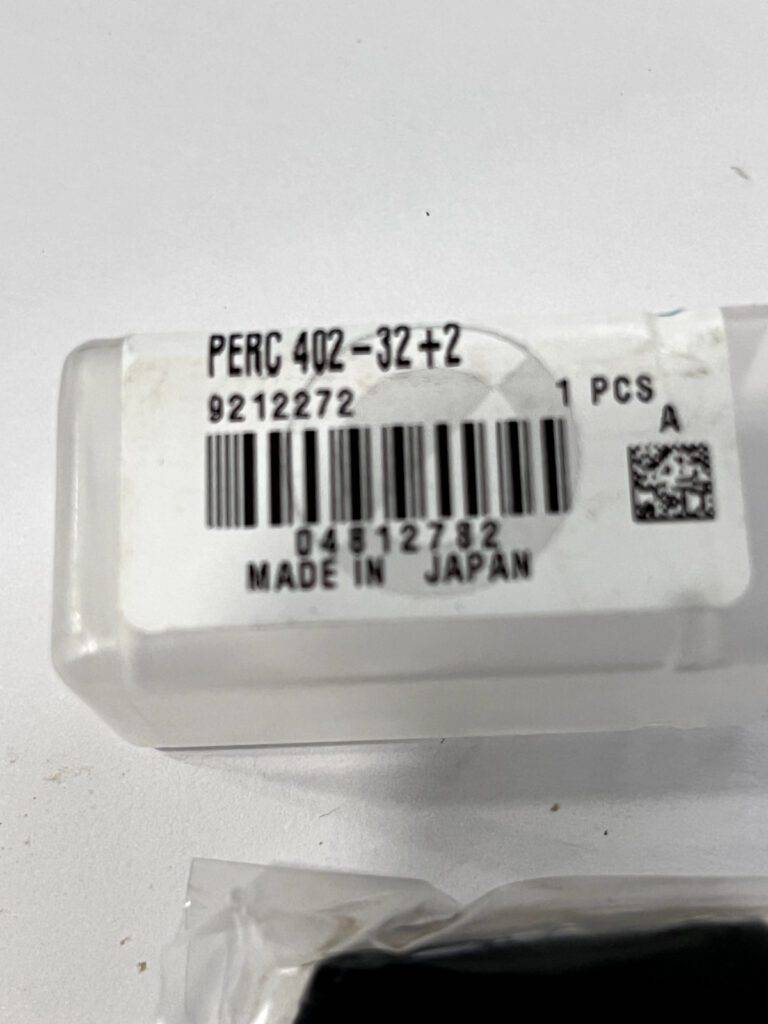 PERC 402-32+2
9212272
1 PCS
A
04812782
MADE IN JAPAN